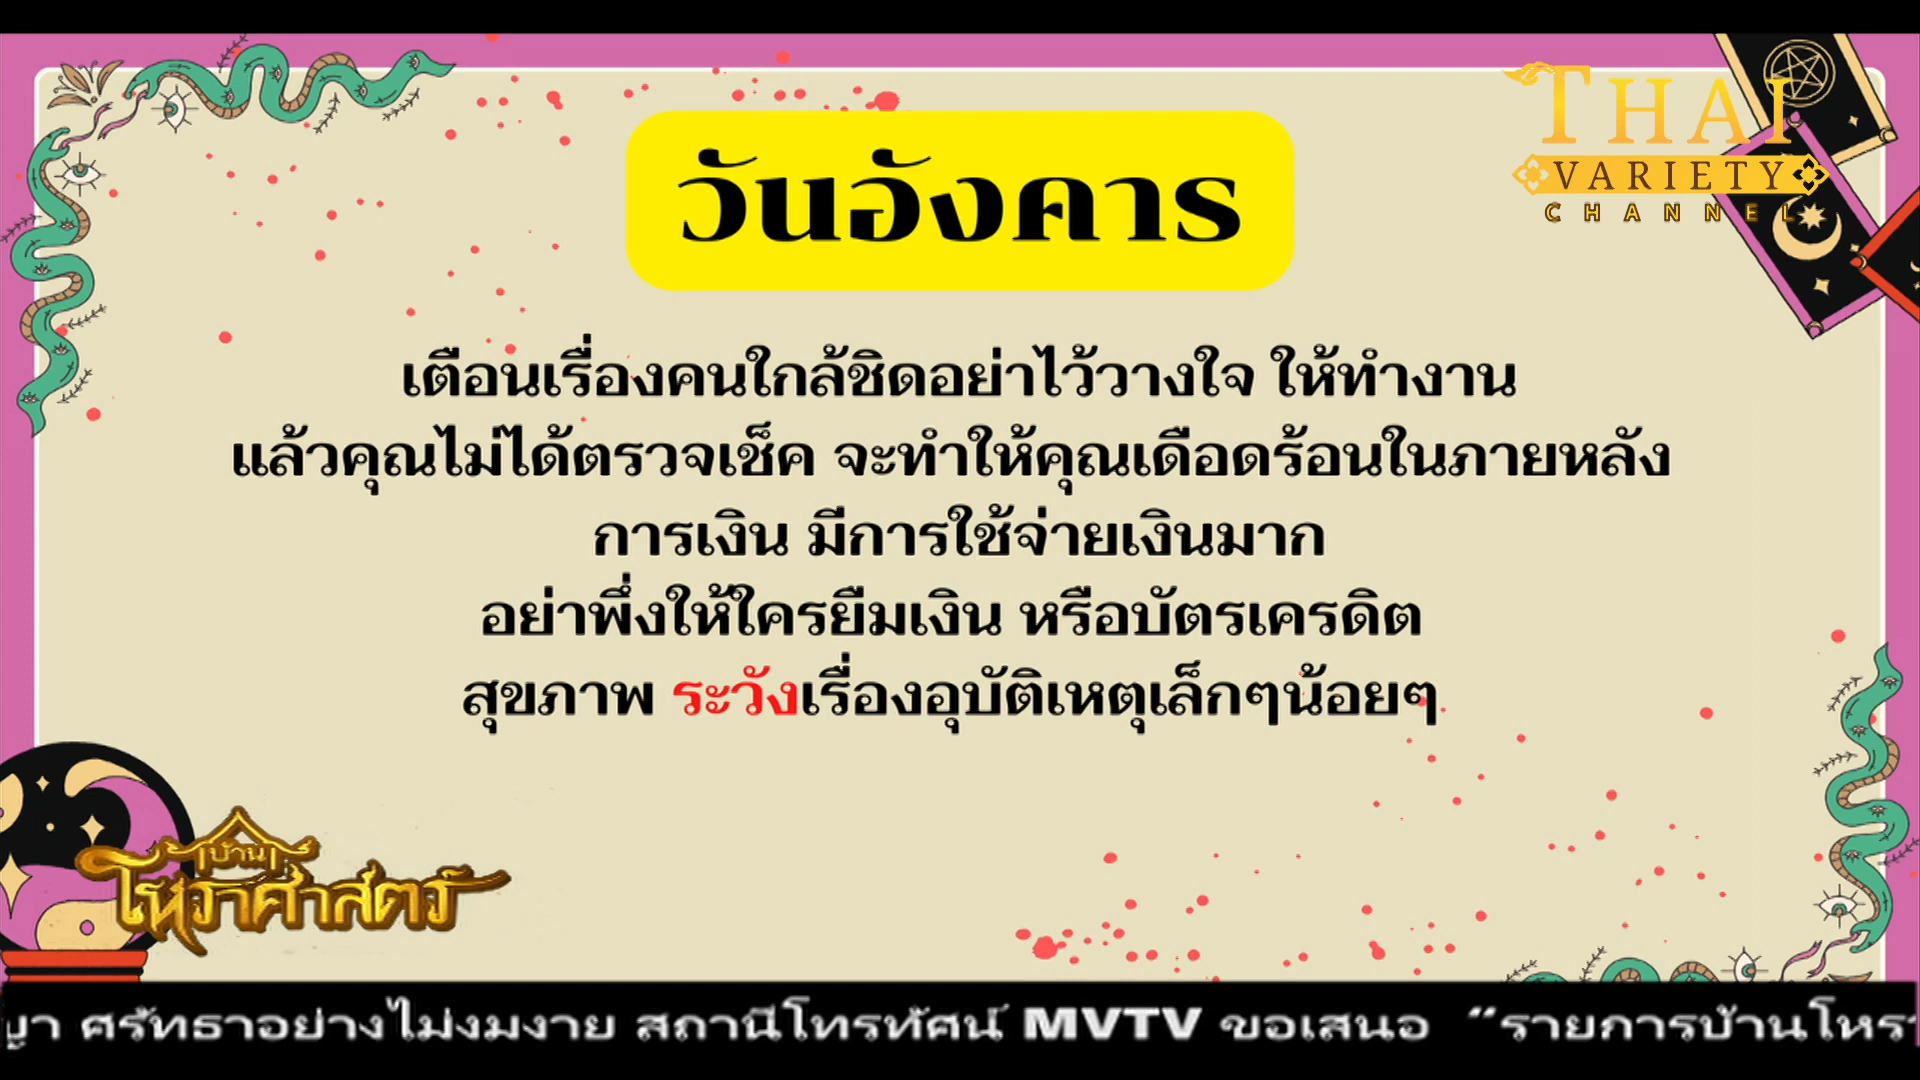 THAI
VARIETY
CHANNEL
วันอังคาร
เตือนเรื่องคนใกล้ชิดอย่าไว้วางใจ ให้ทำงาน
แล้วคุณไม่ได้ตรวจเช็ค จะทำให้คุณเดือดร้อนในภายหลัง
การเงิน มีการใช้จ่ายเงินมาก
อย่าพึ่งให้ใครยืมเงิน หรือบัตรเครดิต
สุขภาพ ระวังเรื่องอุบัติเหตุเล็กๆน้อยๆ
บ้าน
โหราศาสตร์
ญา ศรัทธาอย่างไม่งมงาย สถานีโทรทัศน์ MVTV ขอเสนอ “รายการบ้านโหรา